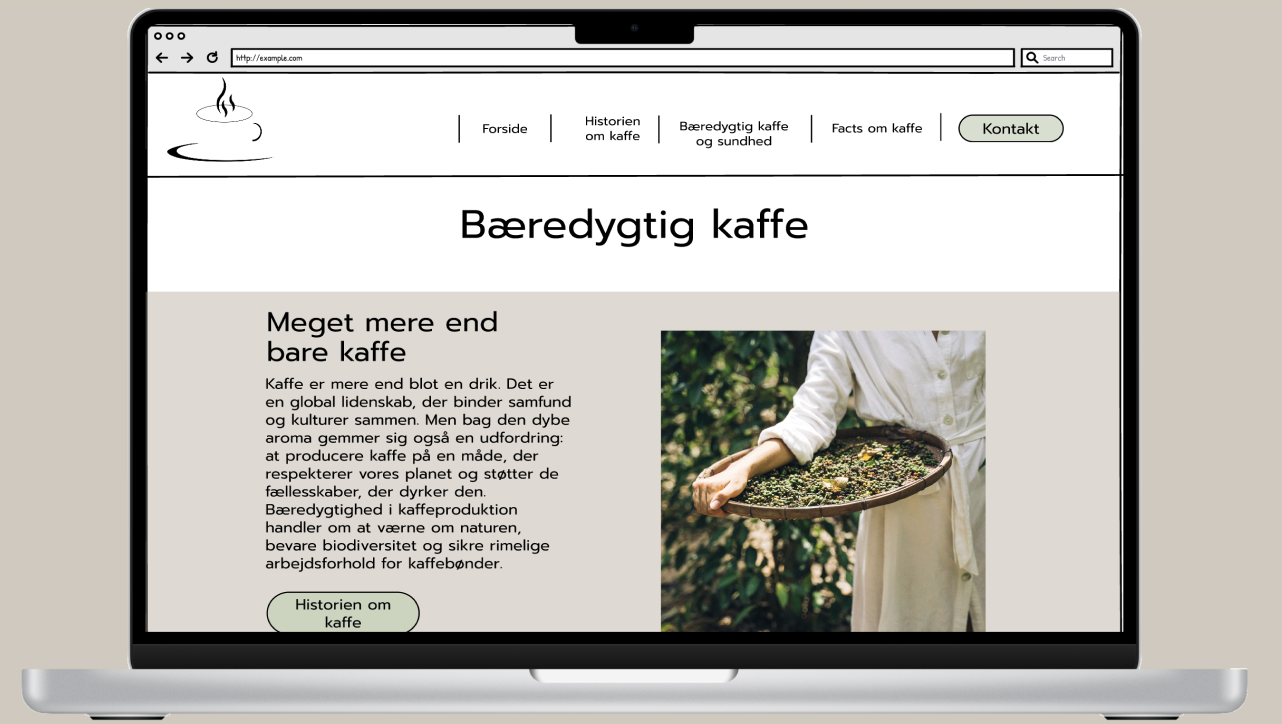 http://example.com
Search
Forside
Historien
om kaffe
Bæredygtig kaffe
og sundhed
Facts om kaffe
Kontakt
Bæredygtig kaffe
Meget mere end
bare kaffe
Kaffe er mere end blot en drik. Det er
en global lidenskab, der binder samfund
og kulturer sammen. Men bag den dybe
aroma gemmer sig også en udfordring:
at producere kaffe på en måde, der
respekterer vores planet og støtter de
fællesskaber, der dyrker den.
Bæredygtighed i kaffeproduktion
handler om at værne om naturen,
bevare biodiversitet og sikre rimelige
arbejdsforhold for kaffebønder.
Historien om
kaffe